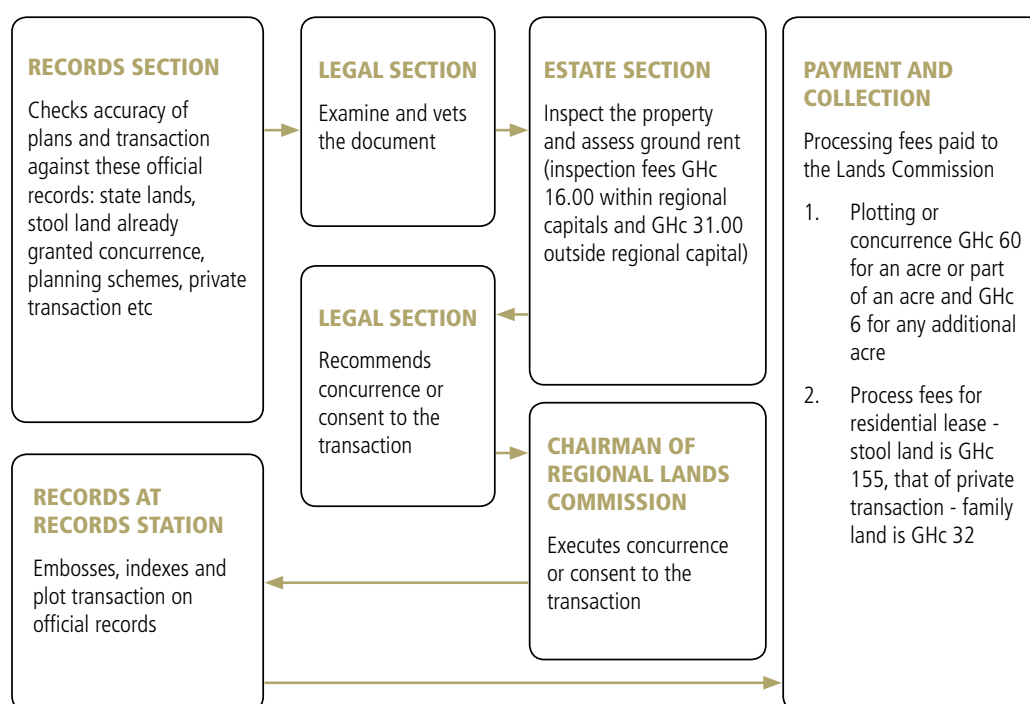 RECORDS SECTION
Checks accuracy of
plans and transaction
against these official
records: state lands,
stool land already
granted concurrence,
planning schemes, private
transaction etc
LEGAL SECTION
Examine and vets
the document
ESTATE SECTION
Inspect the property
and assess ground rent
(inspection fees GHc
16.00 within regional
capitals and GHc 31.00
outside regional capital)
LEGAL SECTION
Recommends
concurrence or
consent to the
transaction
CHAIRMAN OF
REGIONAL LANDS
COMMISSION
Executes concurrence
or consent to the
transaction
RECORDS AT
RECORDS STATION
Embosses, indexes and
plot transaction on
official records
PAYMENT AND
COLLECTION
Processing fees paid to
the Lands Commission
1. Plotting or
concurrence GHc 60
for an acre or part
of an acre and GHc
6 for any additional
acre
2. Process fees for
residential lease -
stool land is GHc
155, that of private
transaction - family
land is GHc 32